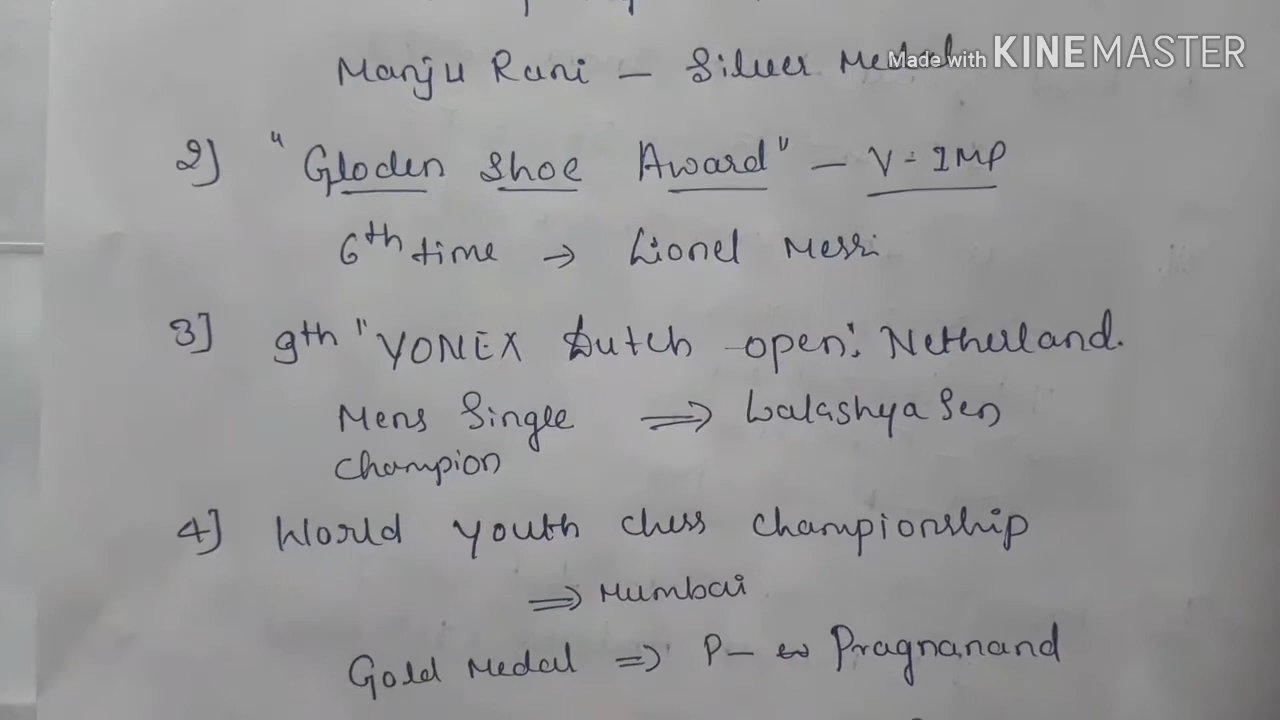 Manju Rani - Silver Medal
Made with KINEMASTER
2] "Gloden Shoe Award" - V-IMP
6th time → Lionel Messi
3] 9th "YONEX Dutch open: Netherland.
Mens Single ⇒ Lalashya Sen
Champion
4] World youth chess championship
⇒ Mumbai
Gold Medal ⇒ P- Pragnanand